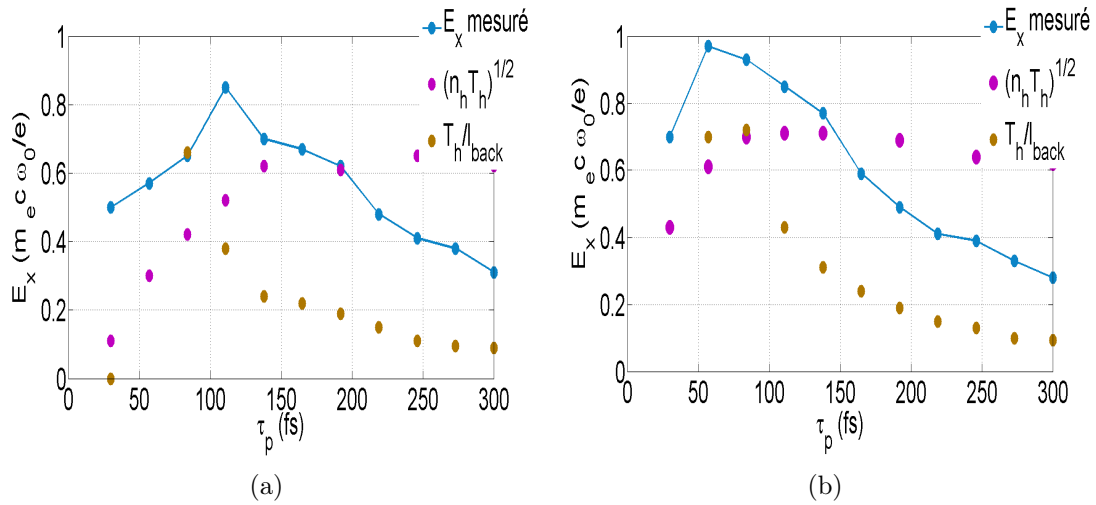 E_x mesuré
(n_h T_h)^1/2
T_h/l_back
1
0.8
0.6
0.4
0.2
0
E_x (m_e c ω_0/e)
0 50 100 150 200 250 300
τ_p (fs)
(a)
E_x mesuré
(n_h T_h)^1/2
T_h/l_back
1
0.8
0.6
0.4
0.2
0
E_x (m_e c ω_0/e)
0 50 100 150 200 250 300
τ_p (fs)
(b)